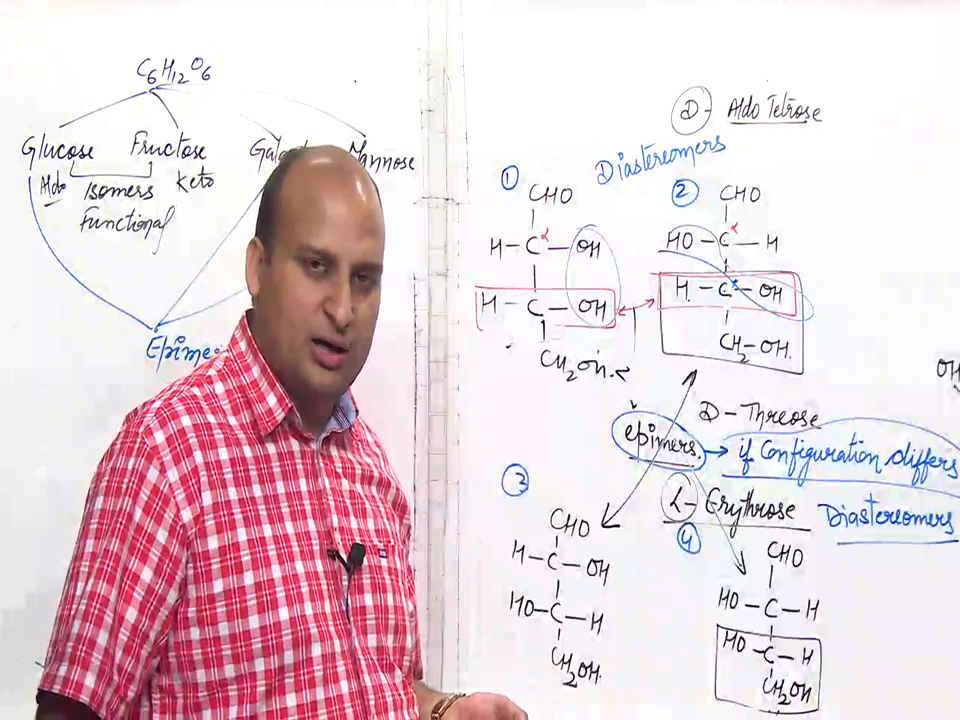 C6H12O6
Glucose Fructose Mannose
Aldo Isomers Keto
Functional
D- Aldo Tetrose
Diastereomers
① ②
CHO CHO
H-C-OH HO-C-H
H-C-OH H-C-OH
CH2OH CH2-OH.
D-Threose
epimers. → if Configuration differs
L-Erythrose Diastereomers
③ ④
CHO CHO
H-C-OH HO-C-H
HO-C-H HO-C-H
CH2OH. CH2OH
OH